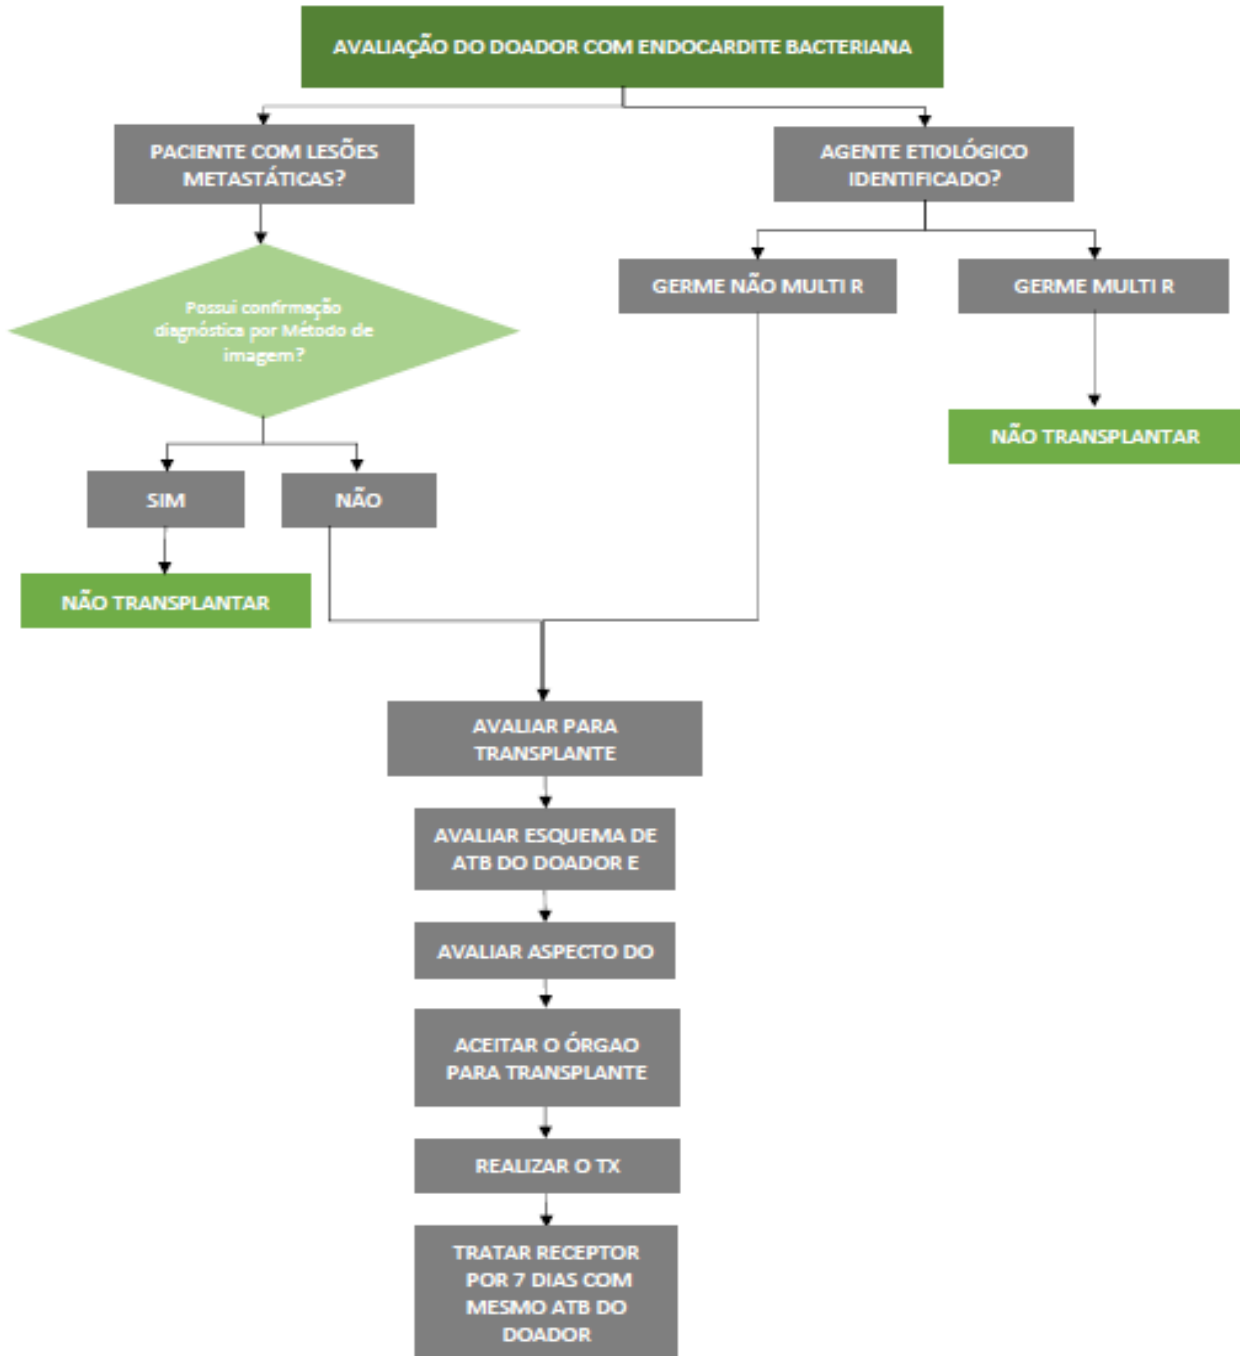 AVALIAÇÃO DO DOADOR COM ENDOCARDITE BACTERIANA
PACIENTE COM LESÕES
METASTÁTICAS?
AGENTE ETIOLÓGICO
IDENTIFICADO?
Possui confirmação
diagnóstica por Método de
imagem?
GERME NÃO MULTI R
GERME MULTI R
NÃO TRANSPLANTAR
SIM
NÃO
NÃO TRANSPLANTAR
AVALIAR PARA
TRANSPLANTE
AVALIAR ESQUEMA DE
ATB DO DOADOR E
AVALIAR ASPECTO DO
ACEITAR O ÓRGAO
PARA TRANSPLANTE
REALIZAR O TX
TRATAR RECEPTOR
POR 7 DIAS COM
MESMO ATB DO
DOADOR